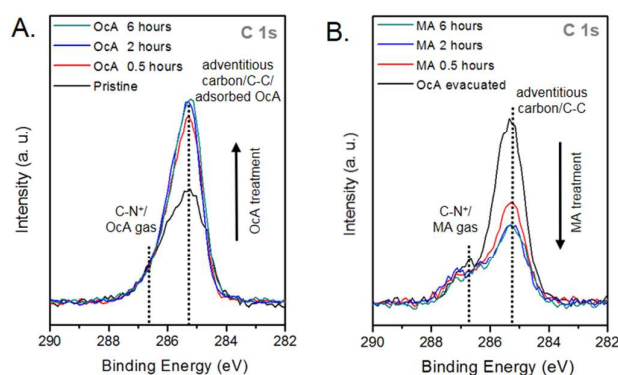 A.
C 1s
OcA 6 hours
OcA 2 hours
OcA 0.5 hours
Pristine
adventitious
carbon/C-C/
adsorbed OcA
C-N⁺/
OcA gas
OcA treatment
Intensity (a. u.)
290 288 286 284 282
Binding Energy (eV)
B.
C 1s
MA 6 hours
MA 2 hours
MA 0.5 hours
OcA evacuated
adventitious
carbon/C-C
C-N⁺/
MA gas
MA treatment
Intensity (a. u.)
290 288 286 284 282
Binding Energy (eV)